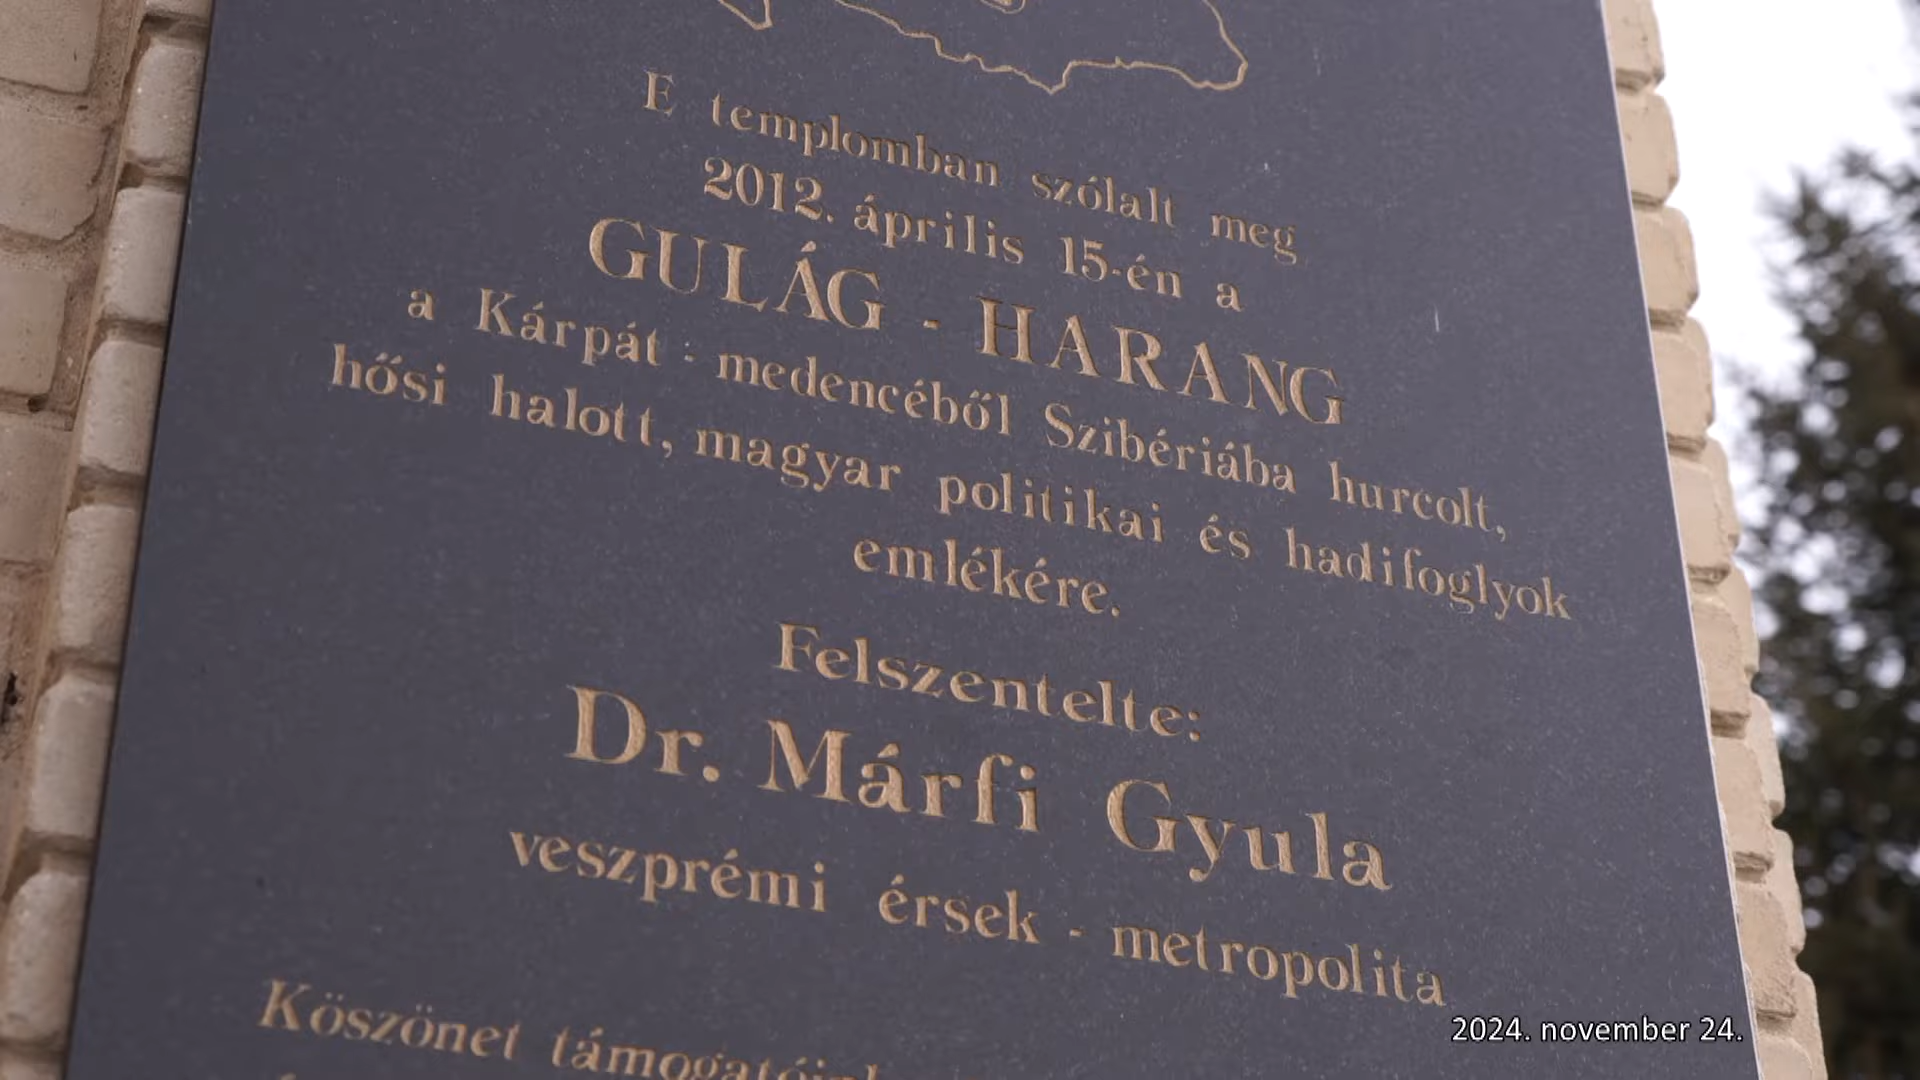 E templomban szólalt meg
2012. április 15-én a
GULÁG - HARANG
a Kárpát - medencéből Szibériába hurcolt,
hősi halott, magyar politikai és hadifoglyok
emlékére.
Felszentelte:
Dr. Márfi Gyula
veszprémi érsek - metropolita
Köszönet
2024. november 24.